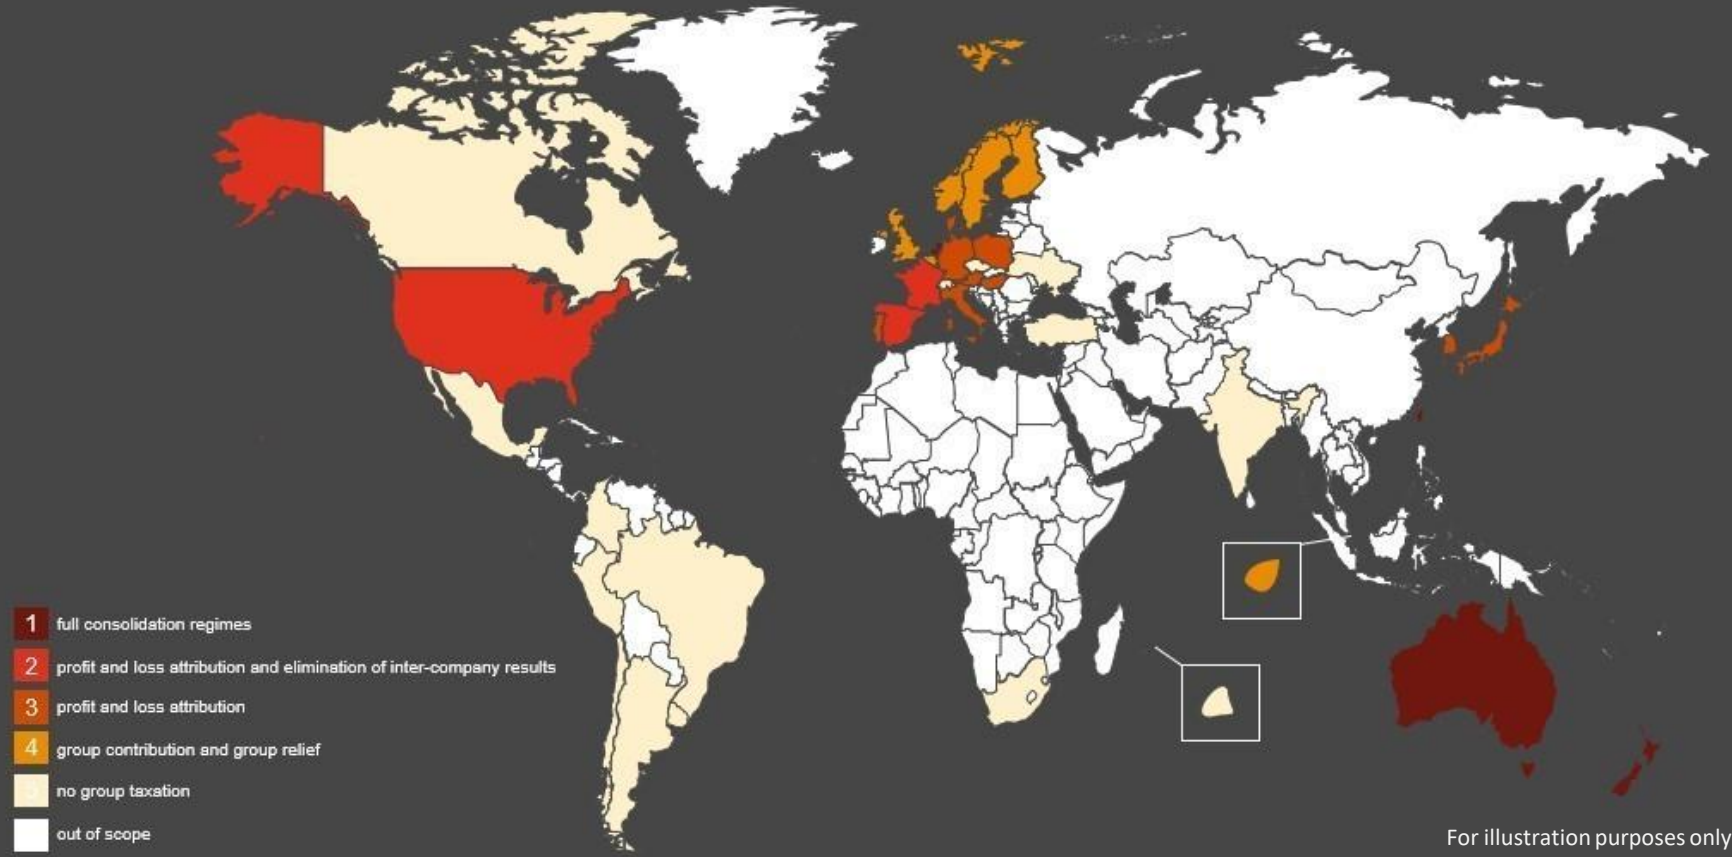 1 full consolidation regimes
2 profit and loss attribution and elimination of inter-company results
3 profit and loss attribution
4 group contribution and group relief
5 no group taxation
out of scope
For illustration purposes only